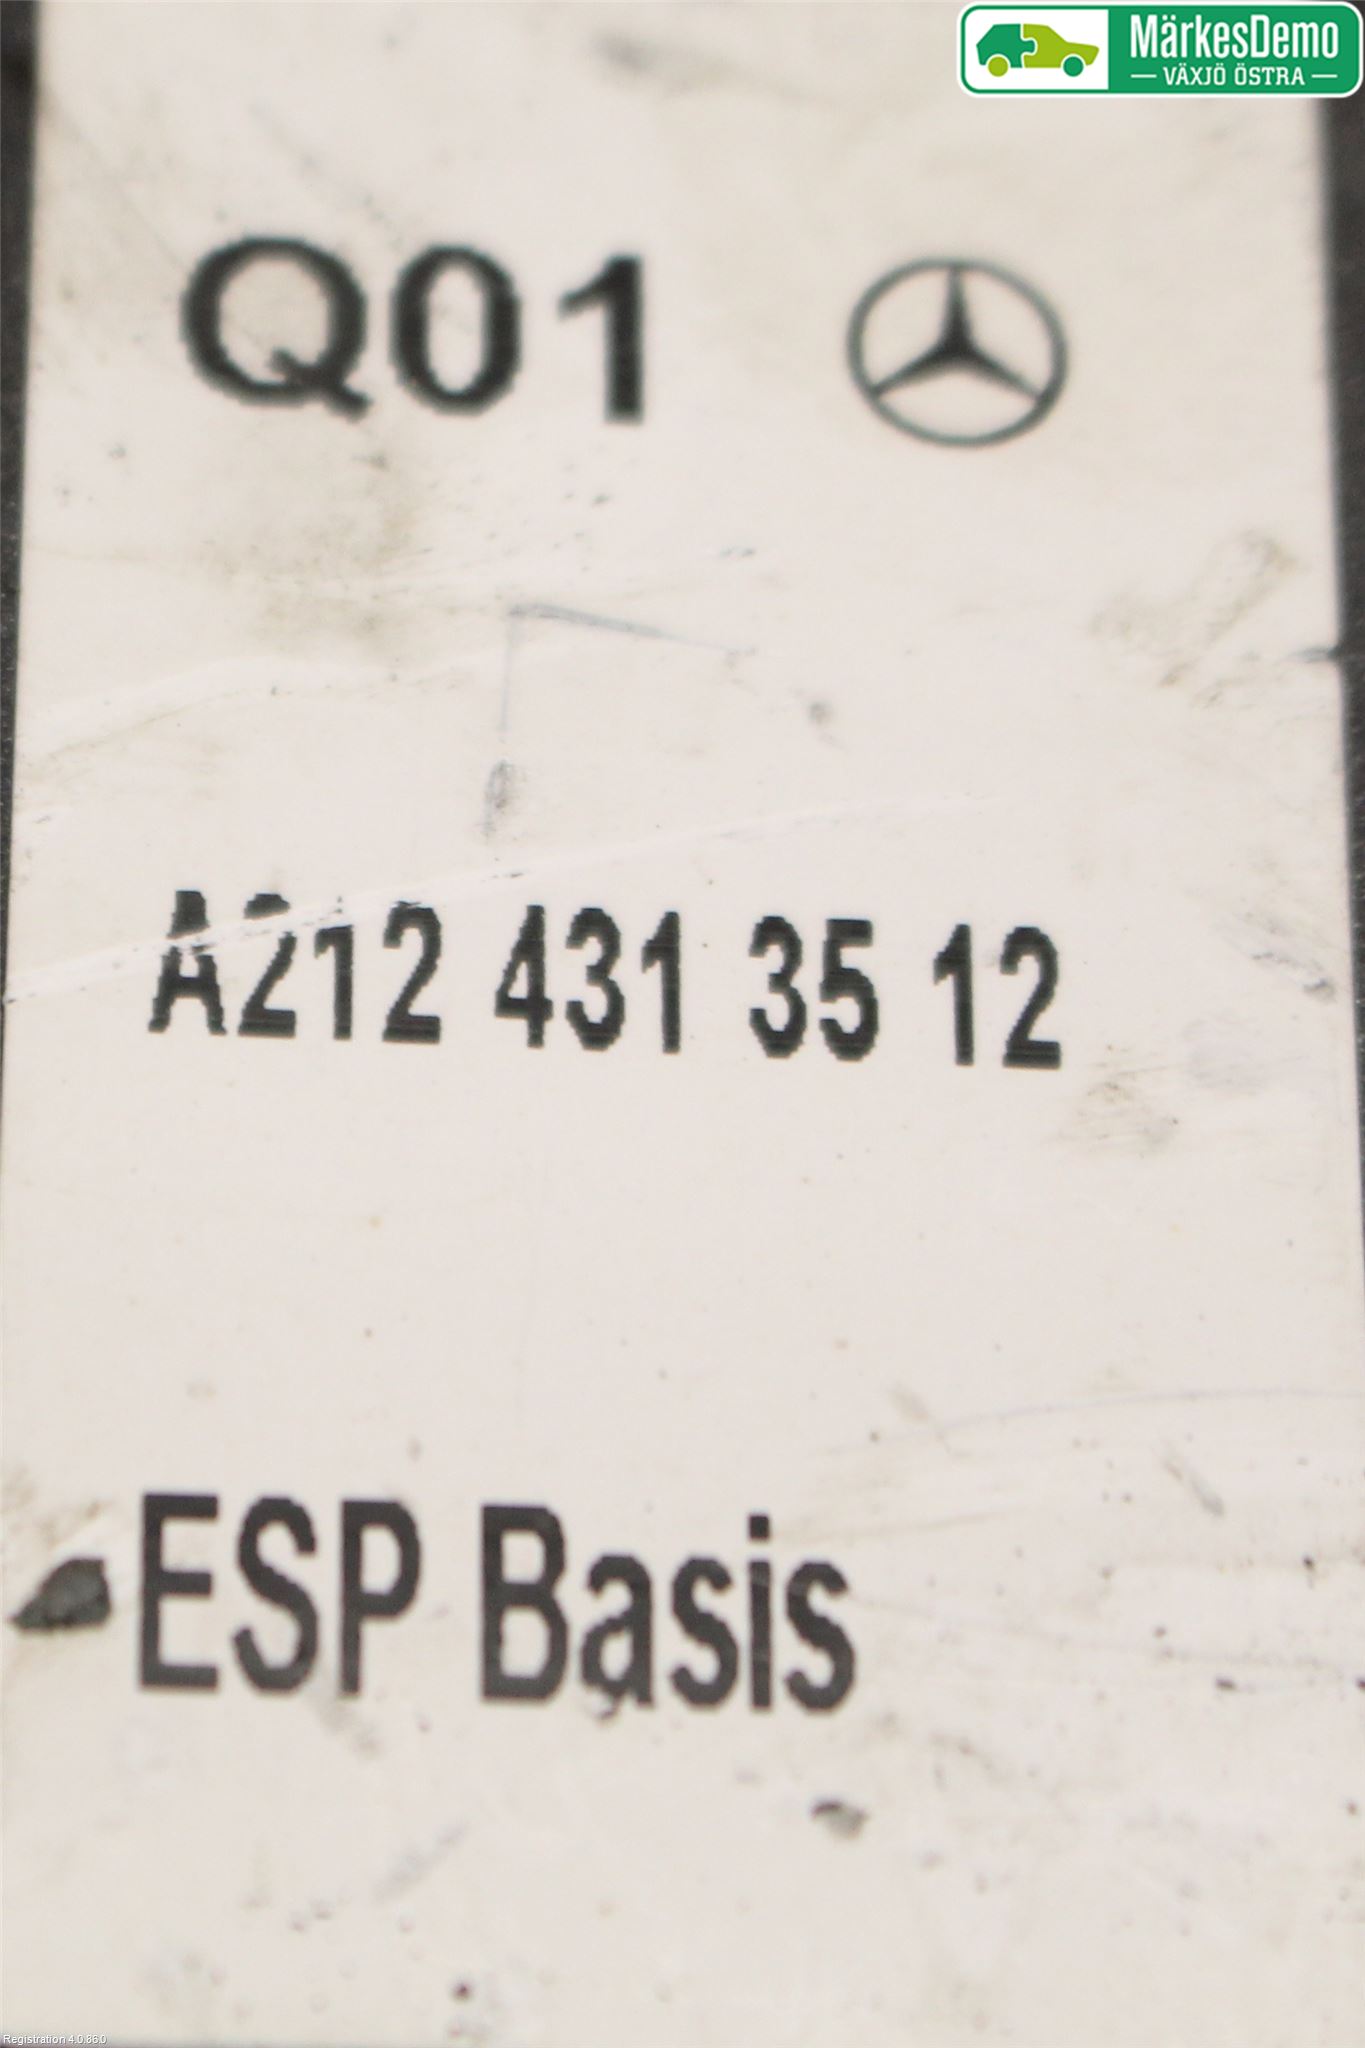 MärkesDemo
VÄXJÖ ÖSTRA
Q01
A212 431 35 12
ESP Basis
Registration 4.0.86.0